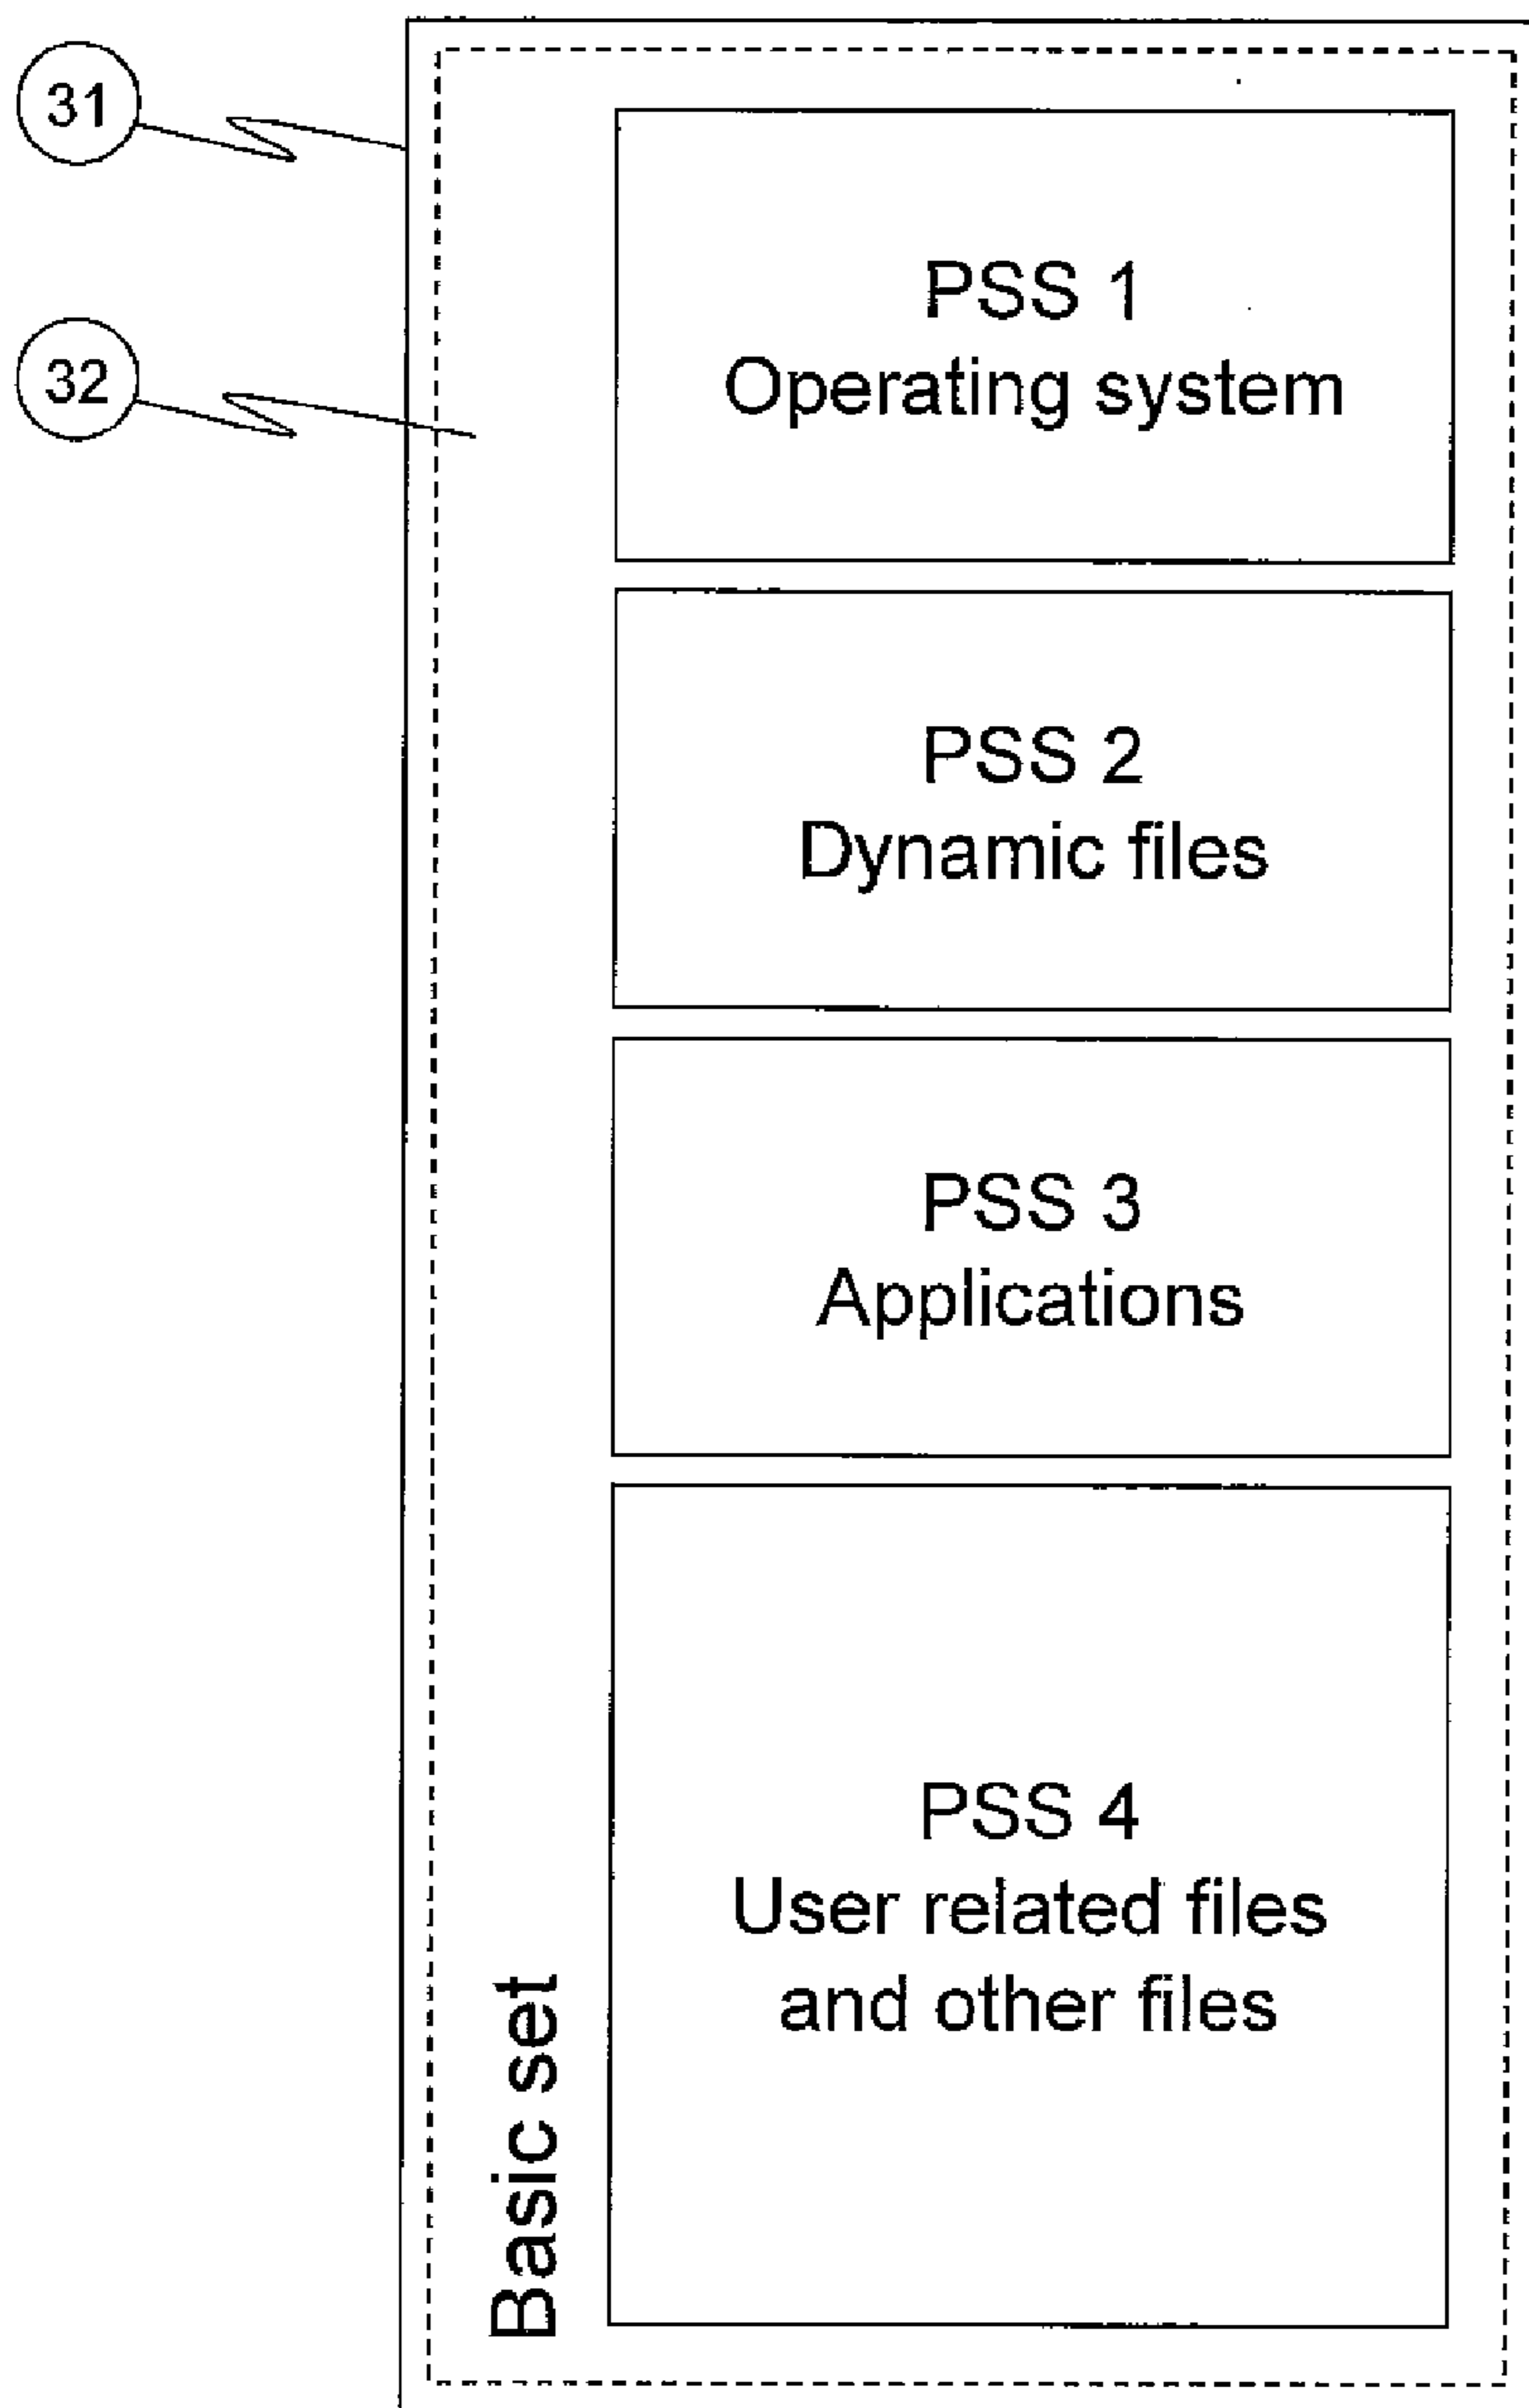 31
32
PSS 1
Operating system
PSS 2
Dynamic files
PSS 3
Applications
PSS 4
User related files
and other files
Basic set